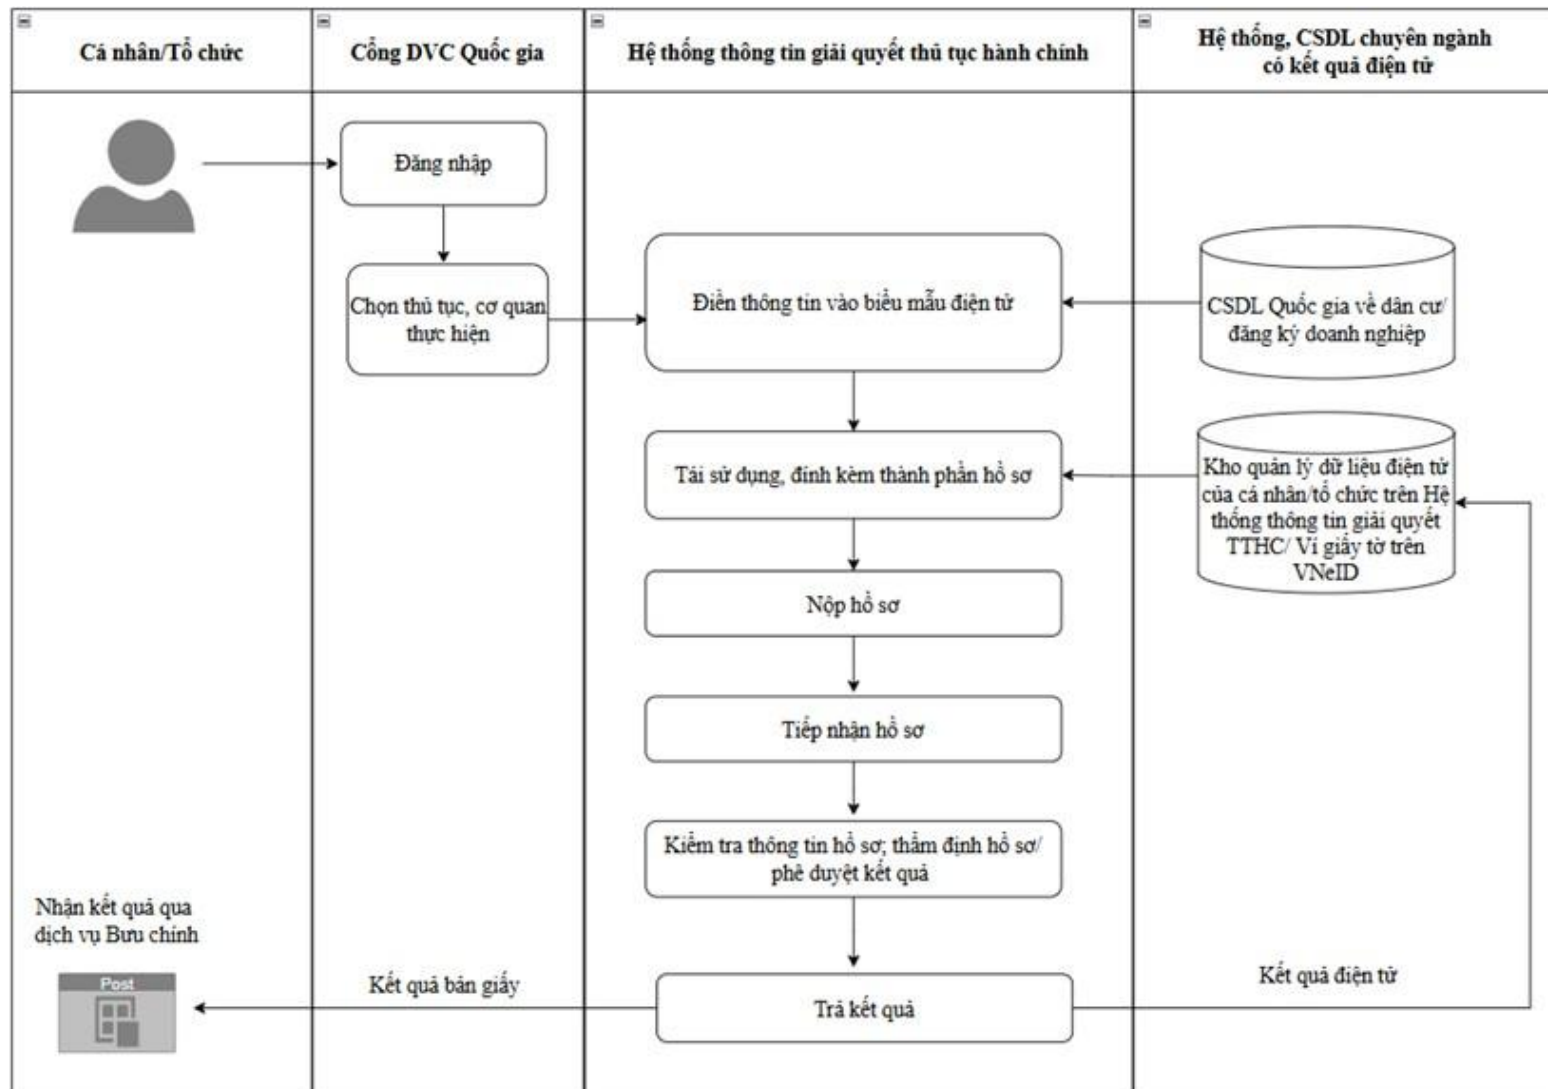 Cá nhân/Tổ chức
Cổng DVC Quốc gia
Hệ thống thông tin giải quyết thủ tục hành chính
Hệ thống, CSDL chuyên ngành
có kết quả điện tử
Đăng nhập
Chọn thủ tục, cơ quan
thực hiện
Điền thông tin vào biểu mẫu điện tử
CSDL Quốc gia về dân cư/
đăng ký doanh nghiệp
Tái sử dụng, đính kèm thành phần hồ sơ
Kho quản lý dữ liệu điện tử
của cá nhân/tổ chức trên Hệ
thống thông tin giải quyết
TTHC/ Ví giấy tờ trên
VNeID
Nộp hồ sơ
Tiếp nhận hồ sơ
Kiểm tra thông tin hồ sơ; thẩm định hồ sơ/
phê duyệt kết quả
Nhận kết quả qua
dịch vụ Bưu chính
Post
Kết quả bản giấy
Trả kết quả
Kết quả điện tử